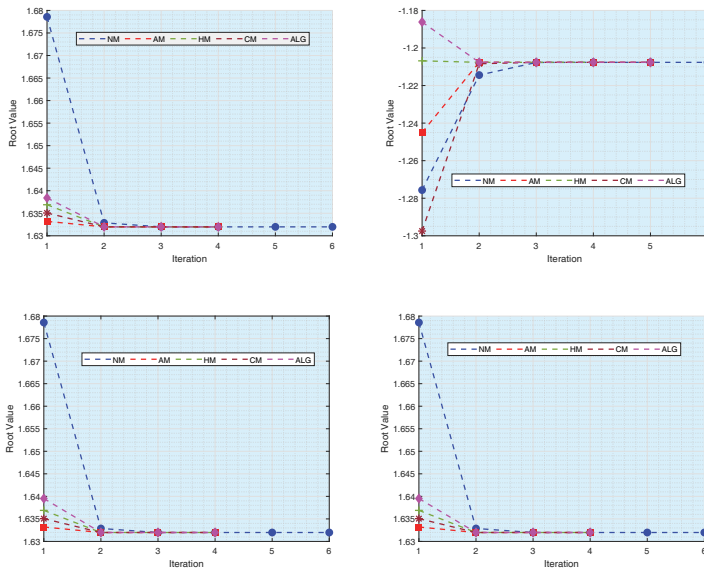 1.68
1.675
1.67
1.665
1.66
1.655
1.65
1.645
1.64
1.635
1.63
Root Value
NM AM HM CM ALG
1 2 3 4 5 6
Iteration
-1.18
-1.2
-1.22
-1.24
-1.26
-1.28
-1.3
Root Value
NM AM HM CM ALG
1 2 3 4 5
Iteration
1.68
1.675
1.67
1.665
1.66
1.655
1.65
1.645
1.64
1.635
1.63
Root Value
NM AM HM CM ALG
1 2 3 4 5 6
Iteration
1.68
1.675
1.67
1.665
1.66
1.655
1.65
1.645
1.64
1.635
1.63
Root Value
NM AM HM CM ALG
1 2 3 4 5 6
Iteration